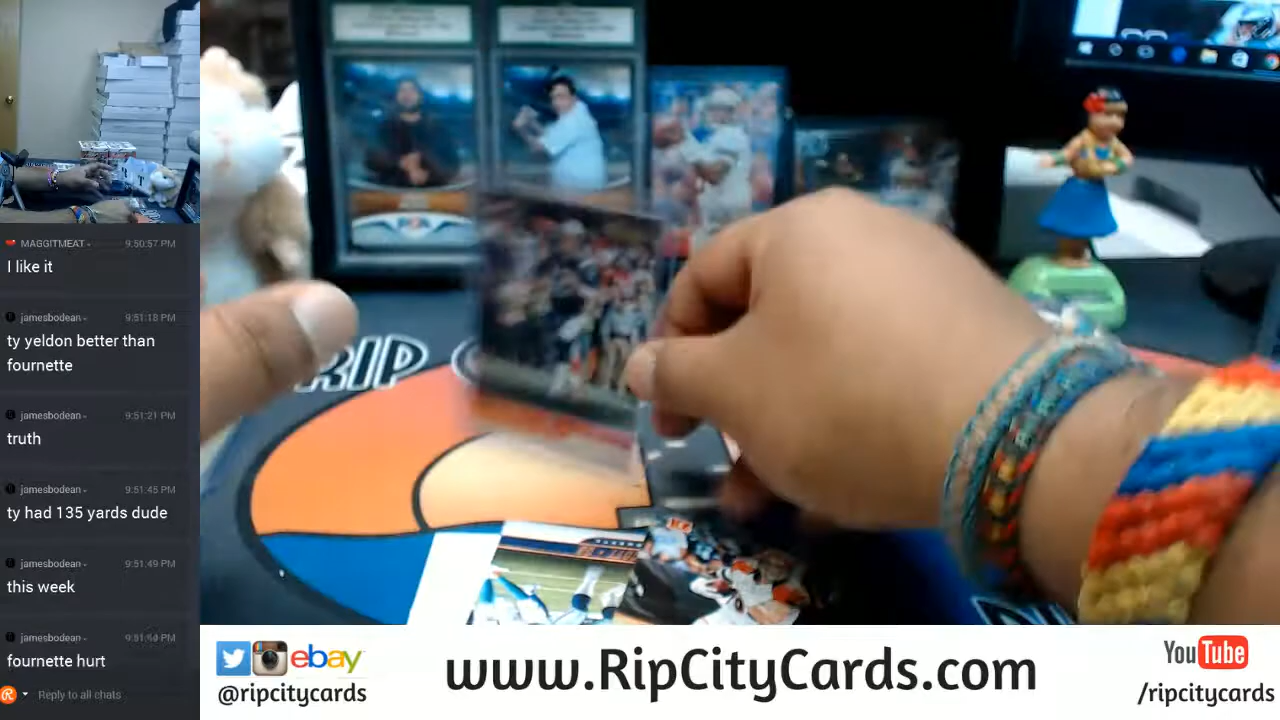 MAGGITMEAT 9:50:57 PM
I like it
jamesbodean 9:51:18 PM
ty yeldon better than
fournette
jamesbodean 9:51:21 PM
truth
jamesbodean 9:51:45 PM
ty had 135 yards dude
jamesbodean 9:51:49 PM
this week
jamesbodean
fournette hurt
Reply to all chats
RIP
ebay
@ripcitycards
www.RipCityCards.com
YouTube
/ripcitycards